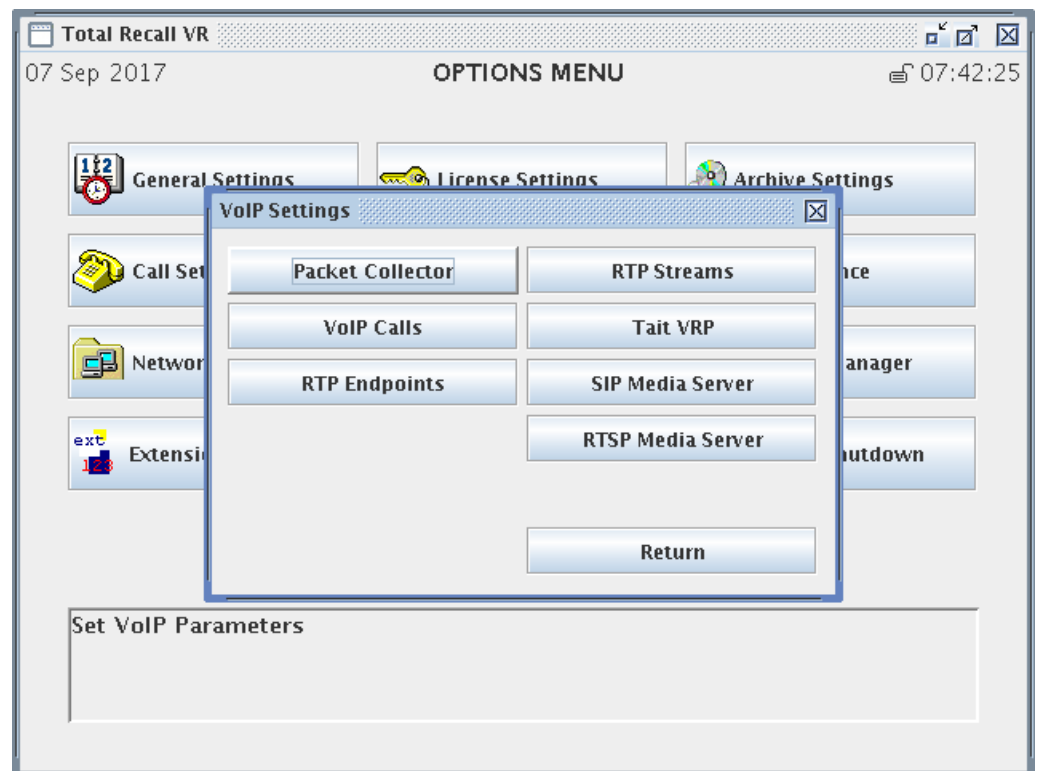 Total Recall VR
07 Sep 2017 OPTIONS MENU 07:42:25
General Settings License Settings Archive Settings
VoIP Settings
Call Set
Packet Collector RTP Streams
VoIP Calls Tait VRP
Networ anager
RTP Endpoints SIP Media Server
RTSP Media Server
ext
123
Extensi utdown
Return
Set VoIP Parameters